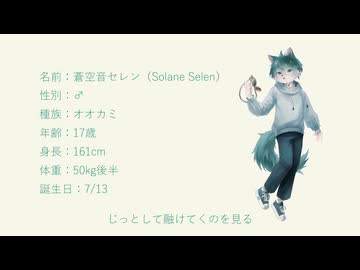 名前：蒼空音セレン（Solane Selen）
性別：♂
種族：オオカミ
年齢：17歳
身長：161cm
体重：50kg後半
誕生日：7/13
じっとして融けてくのを見る